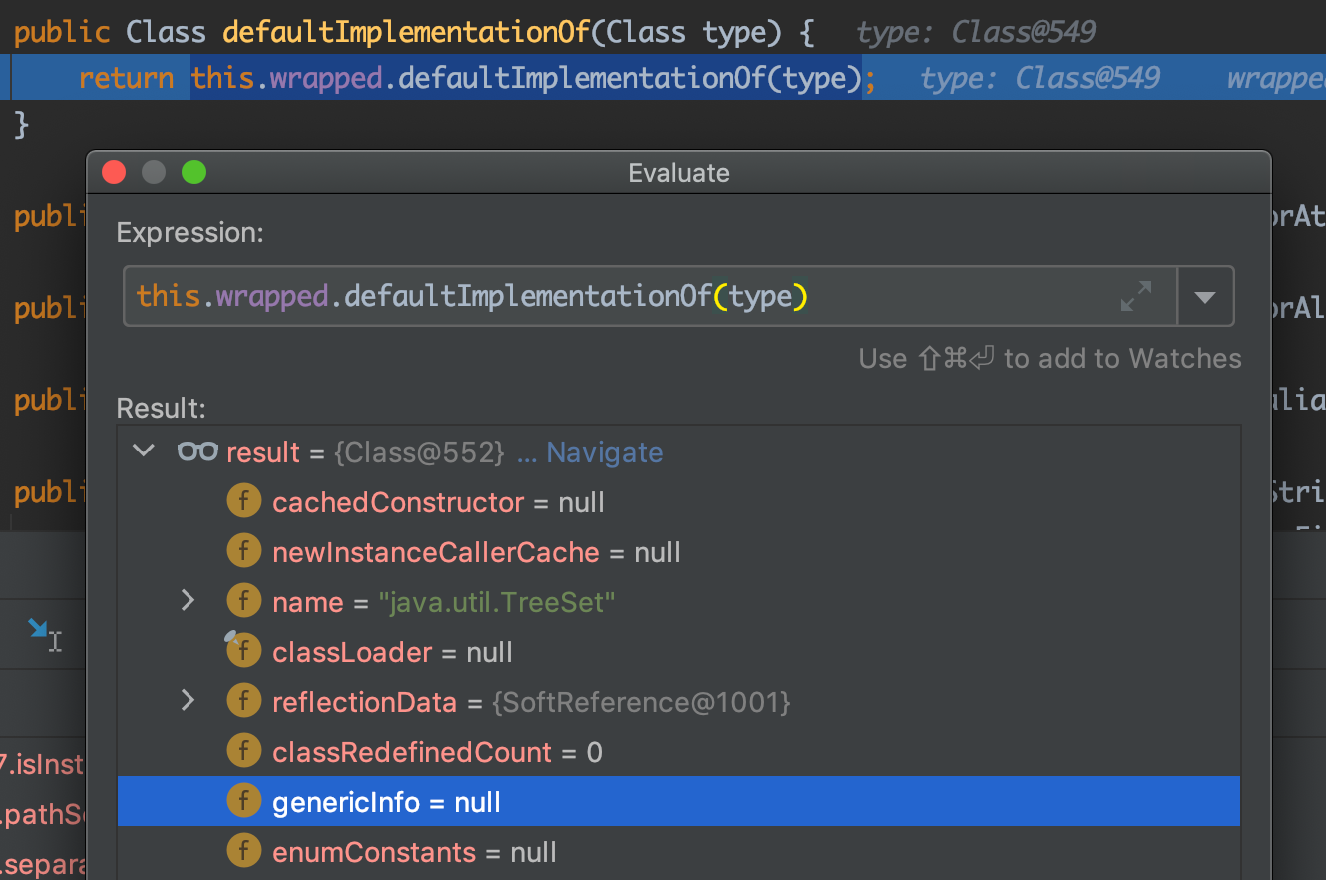 public Class defaultImplementationOf(Class type) {   type: Class@549
return this.wrapped.defaultImplementationOf(type);   type: Class@549   wrappe
}
Evaluate
publi
Expression:
orAt
this.wrapped.defaultImplementationOf(type)
publi
orAl
Use ⇧⌘⏎ to add to Watches
publi
Result:
ulia
result = {Class@552} ... Navigate
publi
Stri
f cachedConstructor = null
f newInstanceCallerCache = null
f name = "java.util.TreeSet"
f classLoader = null
f reflectionData = {SoftReference@1001}
7.isInst
f classRedefinedCount = 0
.pathSe
f genericInfo = null
.separa
f enumConstants = null